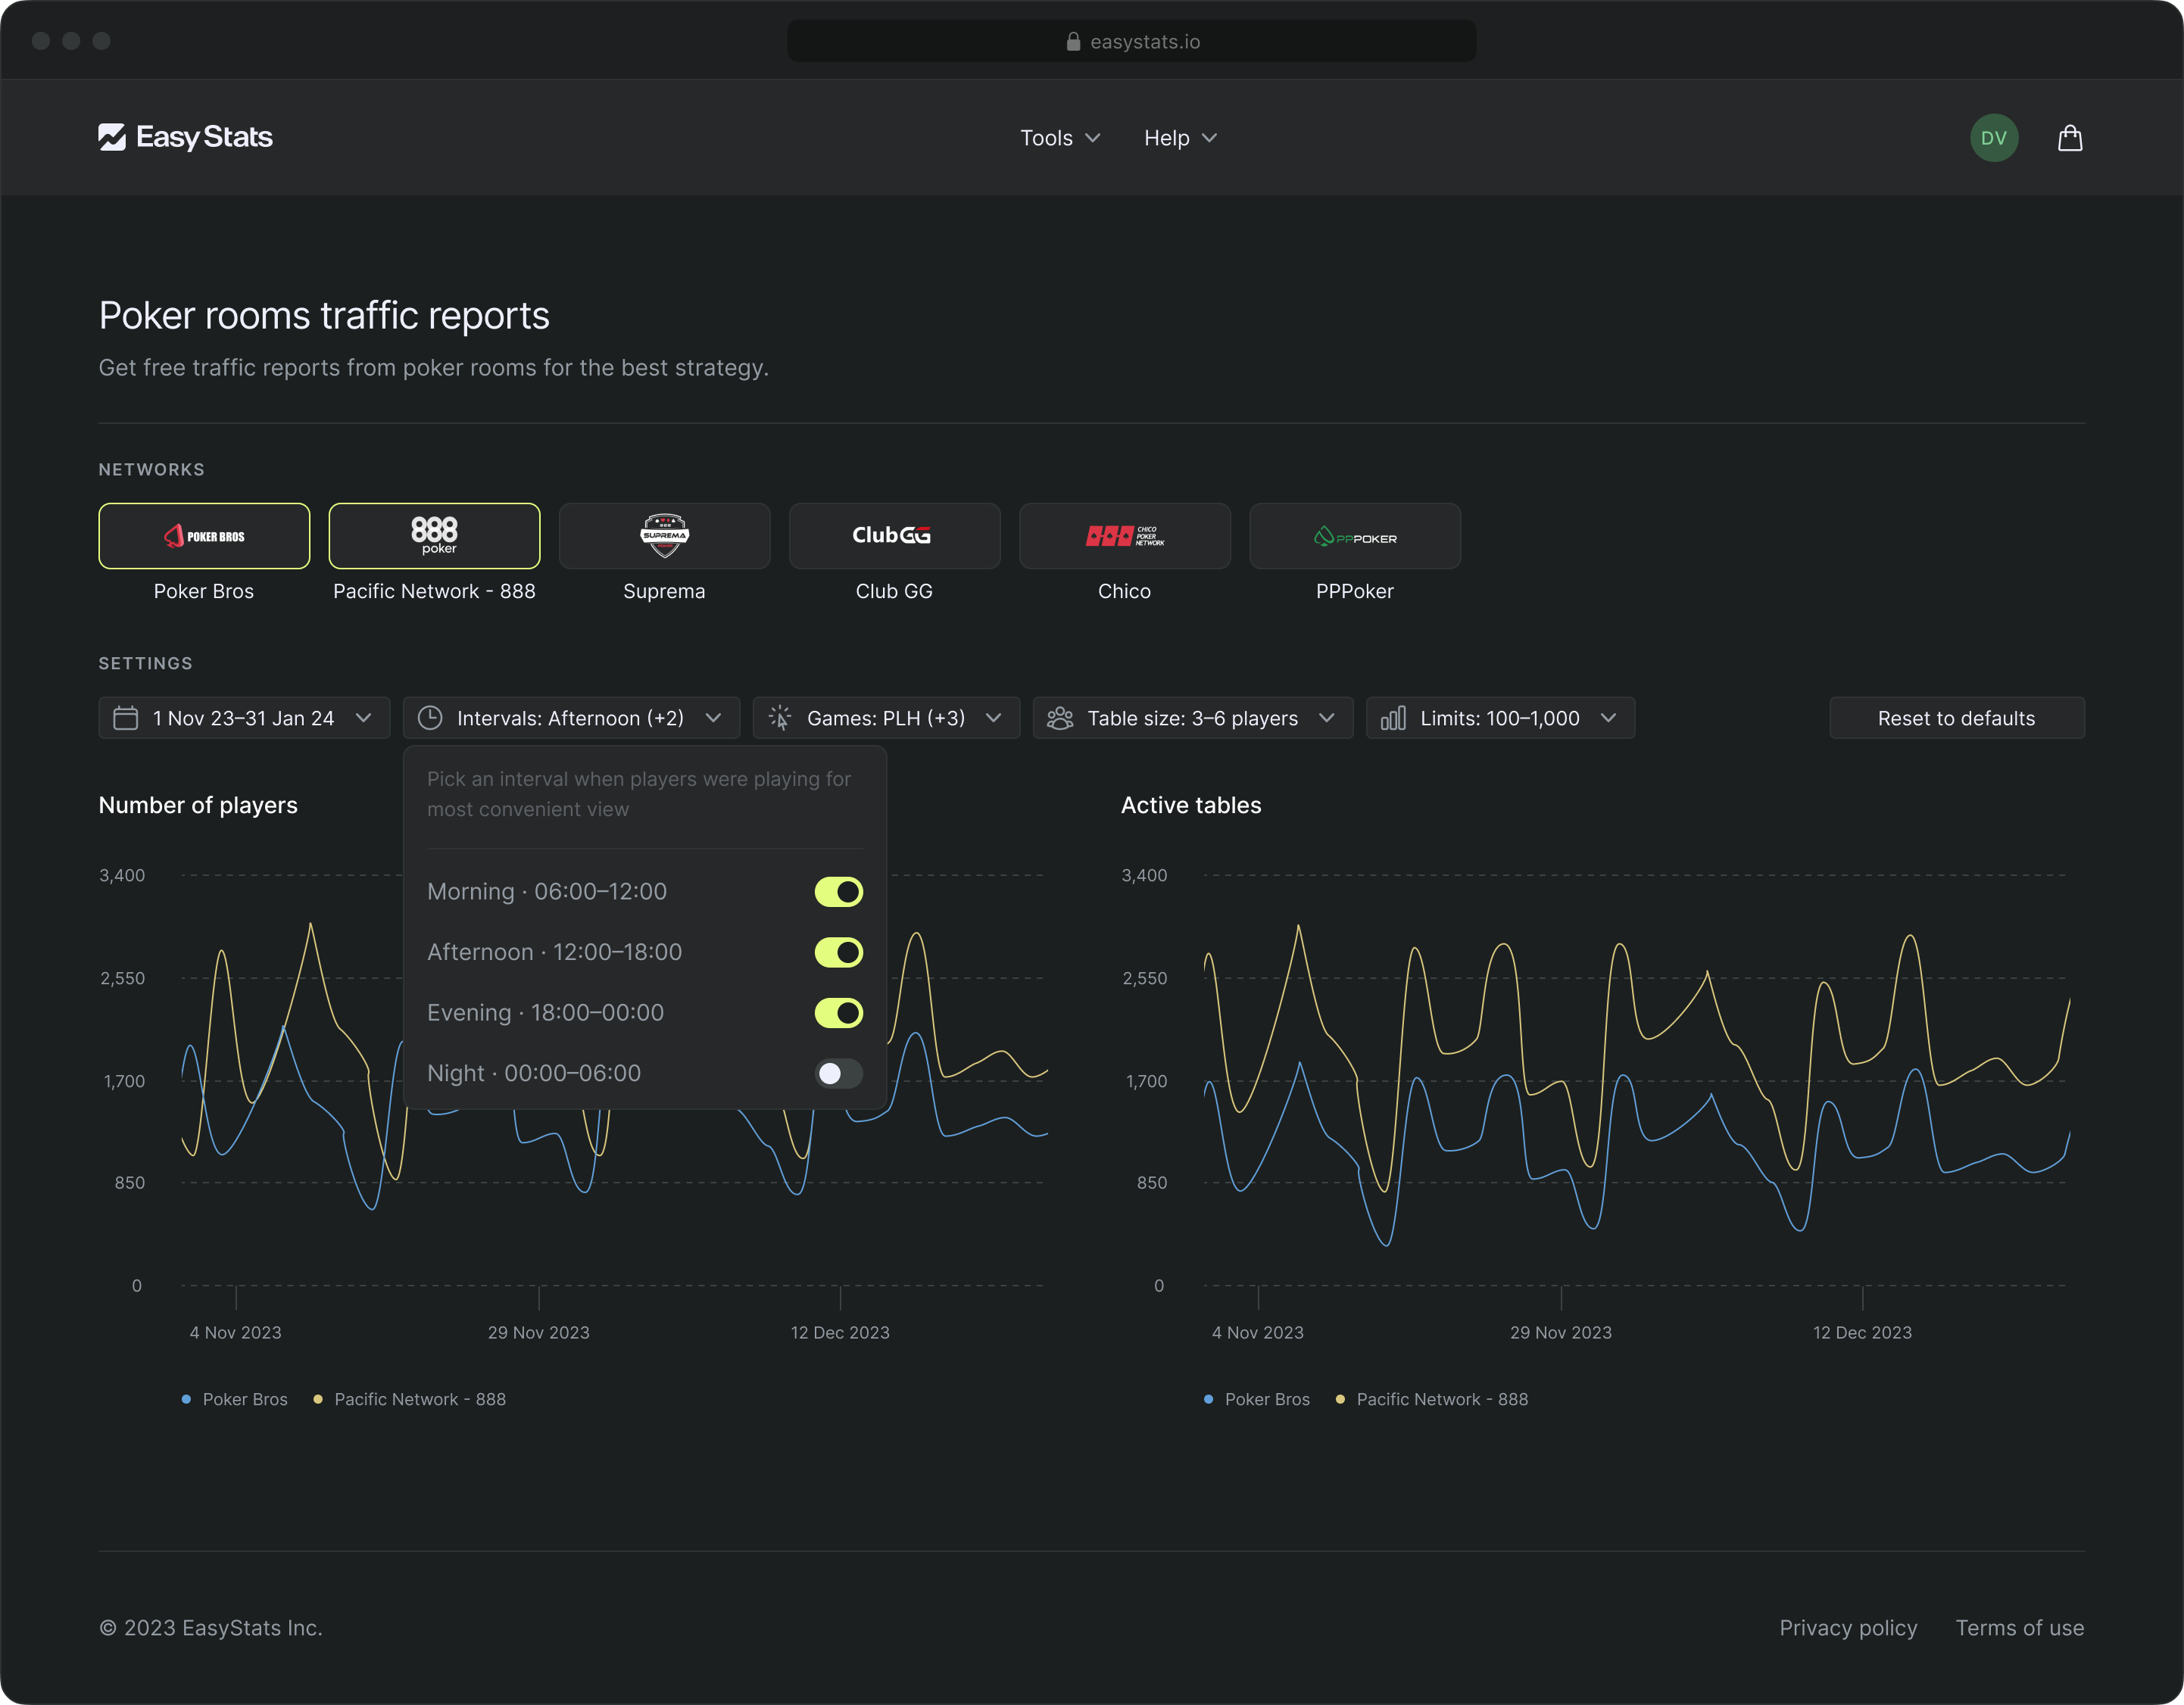 easystats.io
Easy Stats
Tools
Help
DV
Poker rooms traffic reports
Get free traffic reports from poker rooms for the best strategy.
NETWORKS
POKER BROS
888
poker
SUPREMA
ClubGG
CHICO
POKER
NETWORK
PPPOKER
Poker Bros
Pacific Network - 888
Suprema
Club GG
Chico
PPPoker
SETTINGS
1 Nov 23–31 Jan 24
Intervals: Afternoon (+2)
Games: PLH (+3)
Table size: 3–6 players
Limits: 100–1,000
Reset to defaults
Pick an interval when players were playing for
most convenient view
Morning · 06:00–12:00
Afternoon · 12:00–18:00
Evening · 18:00–00:00
Night · 00:00–06:00
Number of players
3,400
2,550
1,700
850
0
4 Nov 2023
29 Nov 2023
12 Dec 2023
Poker Bros
Pacific Network - 888
Active tables
3,400
2,550
1,700
850
0
4 Nov 2023
29 Nov 2023
12 Dec 2023
Poker Bros
Pacific Network - 888
© 2023 EasyStats Inc.
Privacy policy
Terms of use